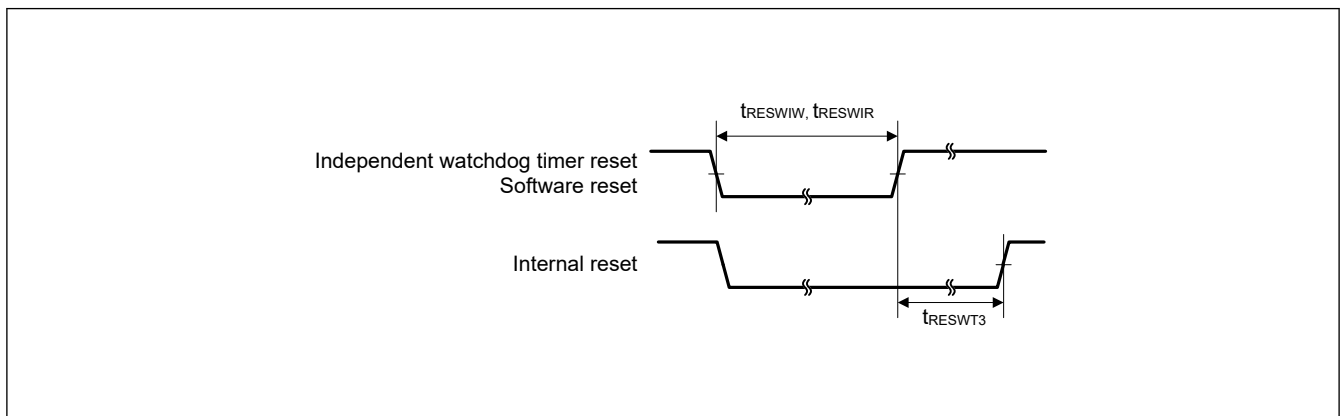 tRESWIW, tRESWIR
Independent watchdog timer reset
Software reset
Internal reset
tRESWT3